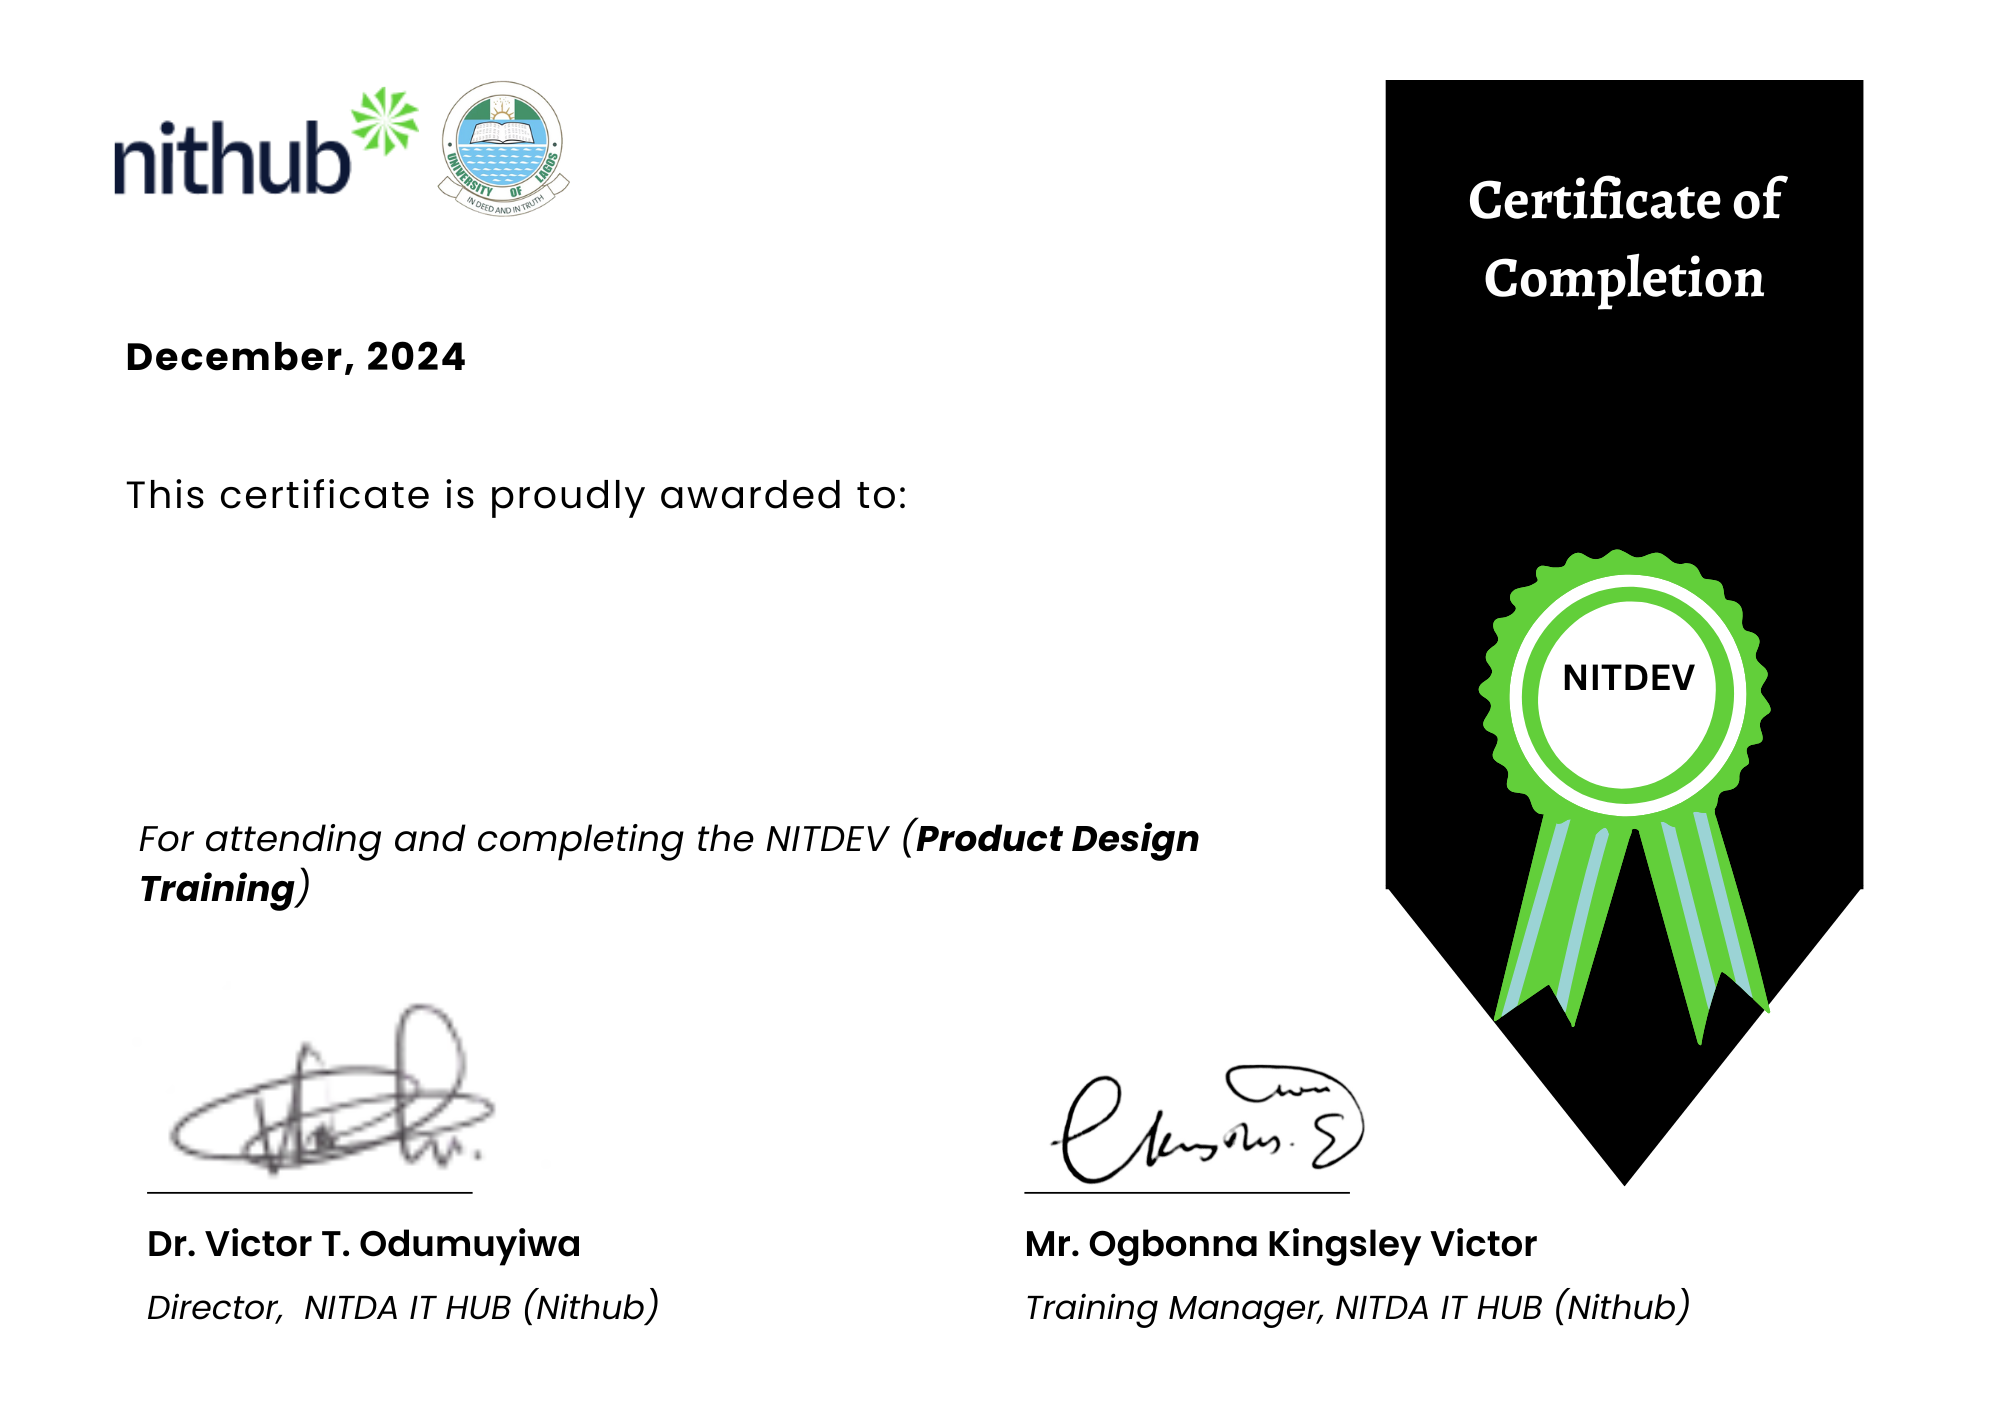 nithub
UNIVERSITY OF LAGOS
IN DEED AND IN TRUTH
Certificate of
Completion
December, 2024
This certificate is proudly awarded to:
NITDEV
For attending and completing the NITDEV (Product Design
Training)
Dr. Victor T. Odumuyiwa
Director, NITDA IT HUB (Nithub)
Mr. Ogbonna Kingsley Victor
Training Manager, NITDA IT HUB (Nithub)